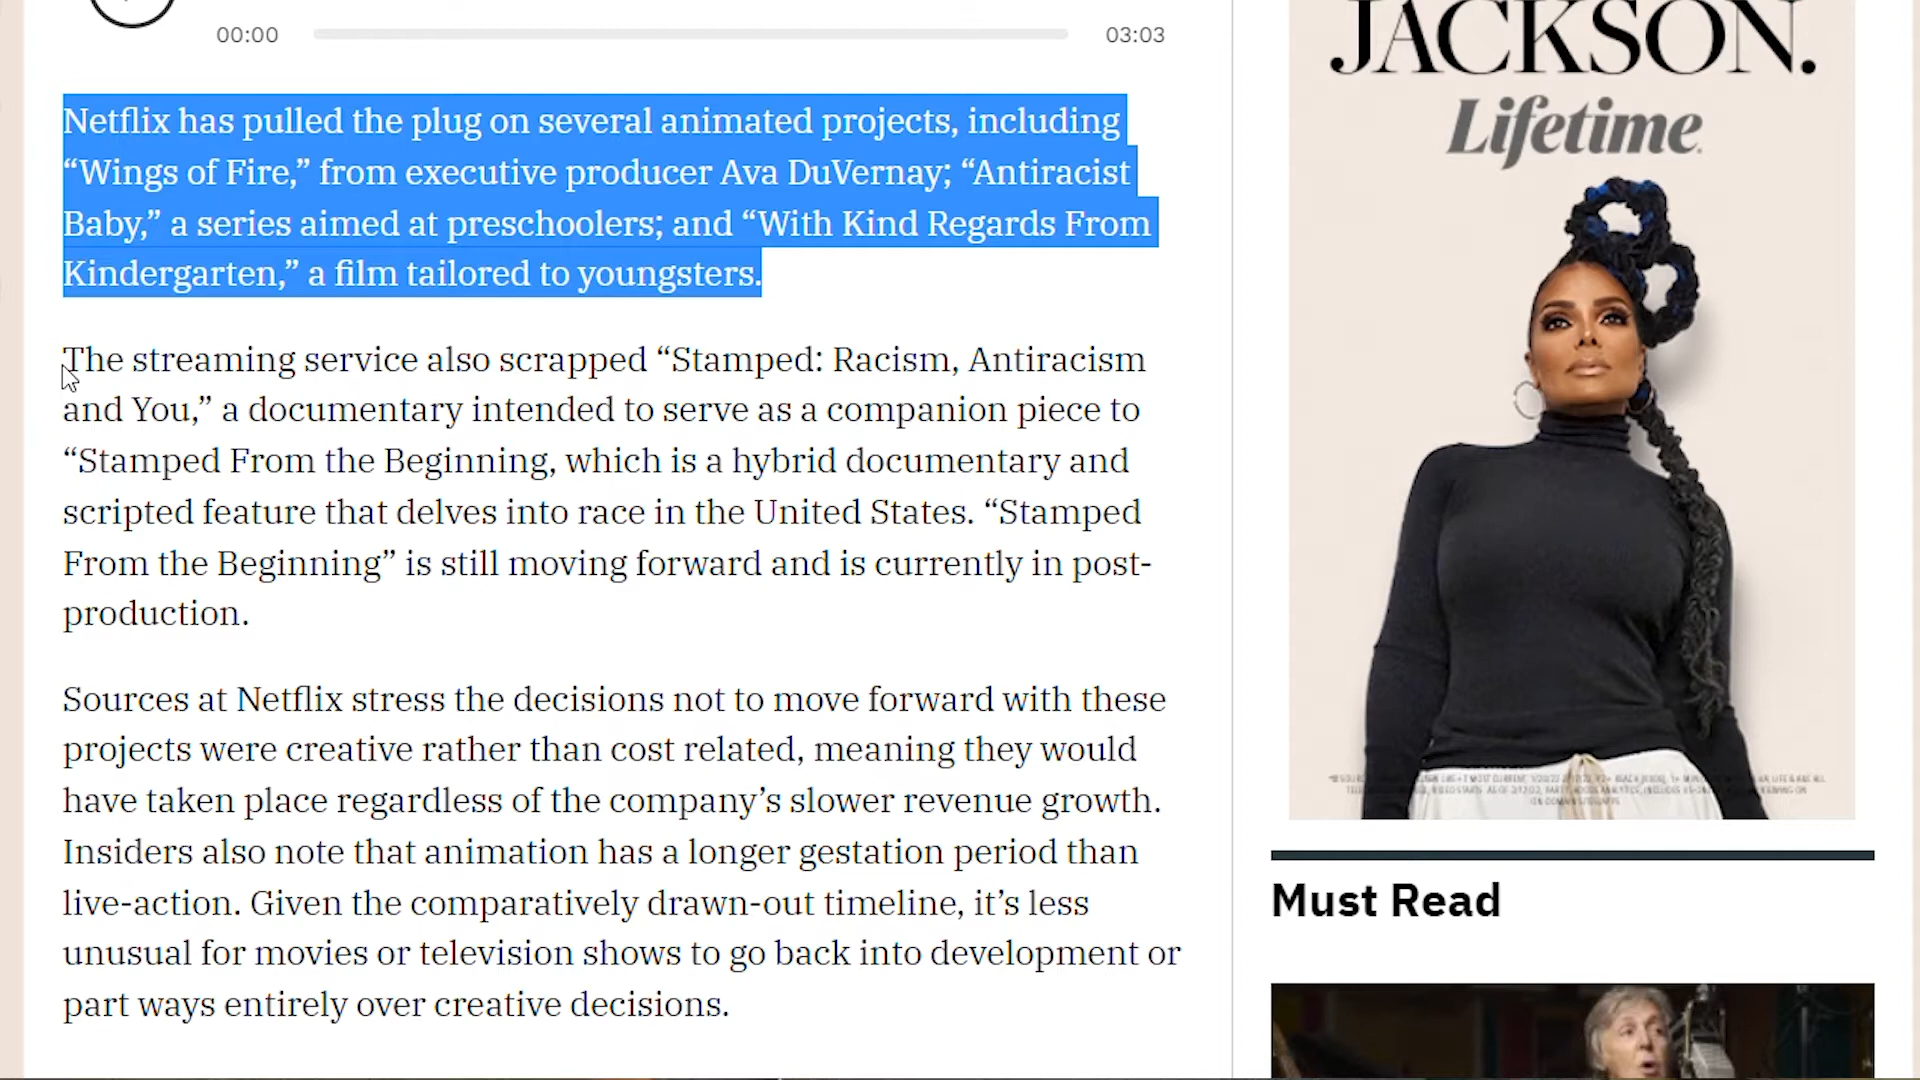 00:00
03:03
Netflix has pulled the plug on several animated projects, including
“Wings of Fire,” from executive producer Ava DuVernay; “Antiracist
Baby,” a series aimed at preschoolers; and “With Kind Regards From
Kindergarten,” a film tailored to youngsters.
The streaming service also scrapped “Stamped: Racism, Antiracism
and You,” a documentary intended to serve as a companion piece to
“Stamped From the Beginning, which is a hybrid documentary and
scripted feature that delves into race in the United States. “Stamped
From the Beginning” is still moving forward and is currently in post-
production.
Sources at Netflix stress the decisions not to move forward with these
projects were creative rather than cost related, meaning they would
have taken place regardless of the company’s slower revenue growth.
Insiders also note that animation has a longer gestation period than
live-action. Given the comparatively drawn-out timeline, it’s less
unusual for movies or television shows to go back into development or
part ways entirely over creative decisions.
JACKSON.
Lifetime
Must Read